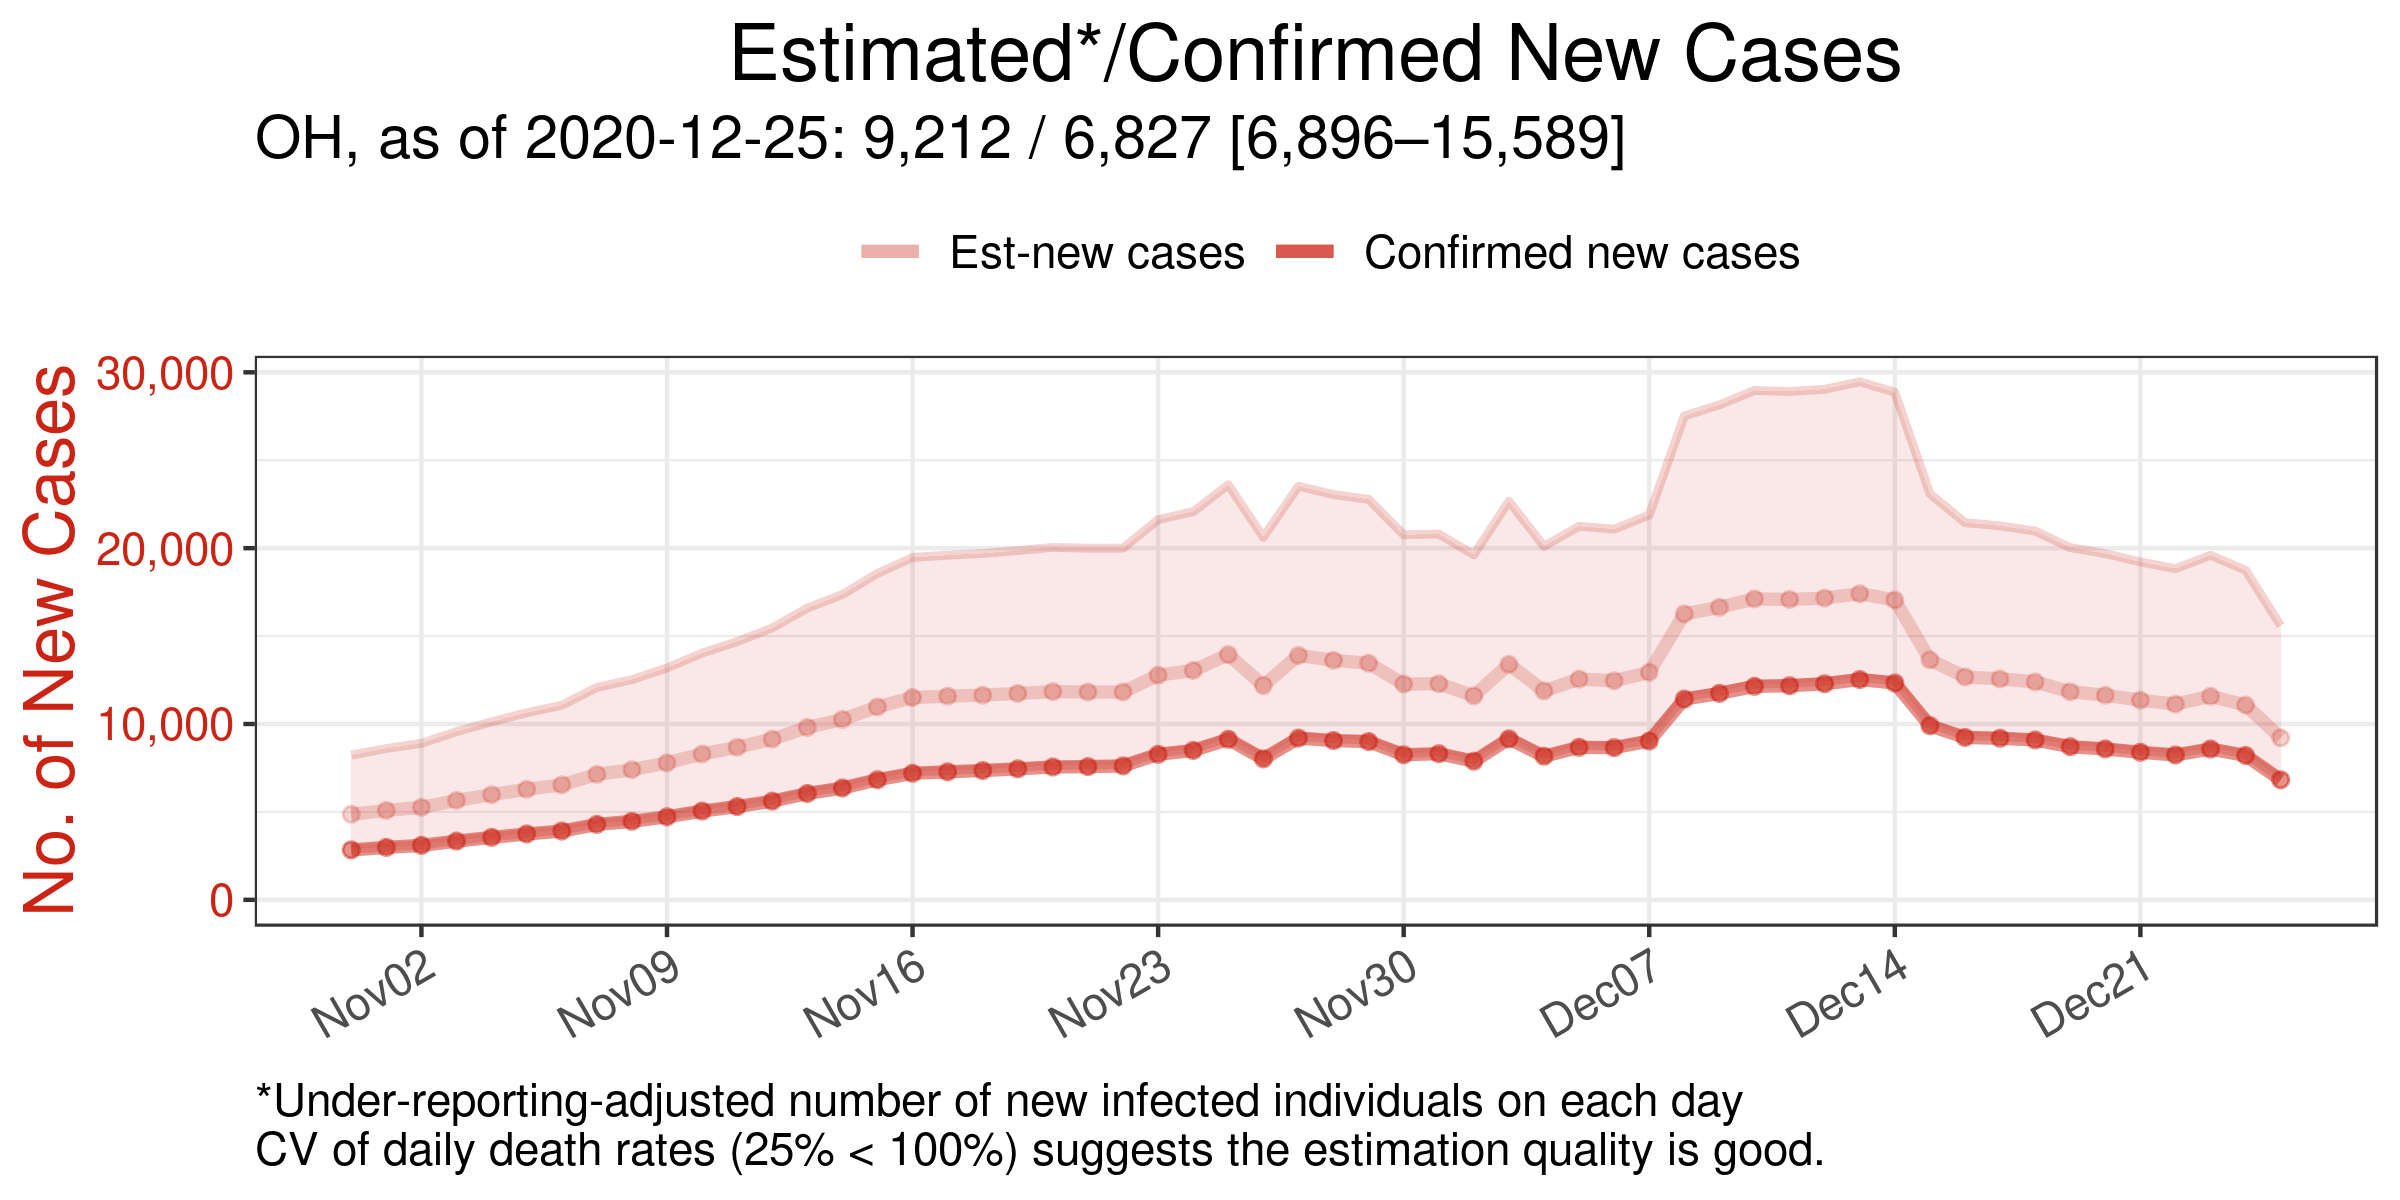 Estimated*/Confirmed New Cases
OH, as of 2020-12-25: 9,212 / 6,827 [6,896–15,589]
Est-new cases
Confirmed new cases
No. of New Cases
30,000
20,000
10,000
0
Nov02
Nov09
Nov16
Nov23
Nov30
Dec07
Dec14
Dec21
*Under-reporting-adjusted number of new infected individuals on each day
CV of daily death rates (25% < 100%) suggests the estimation quality is good.